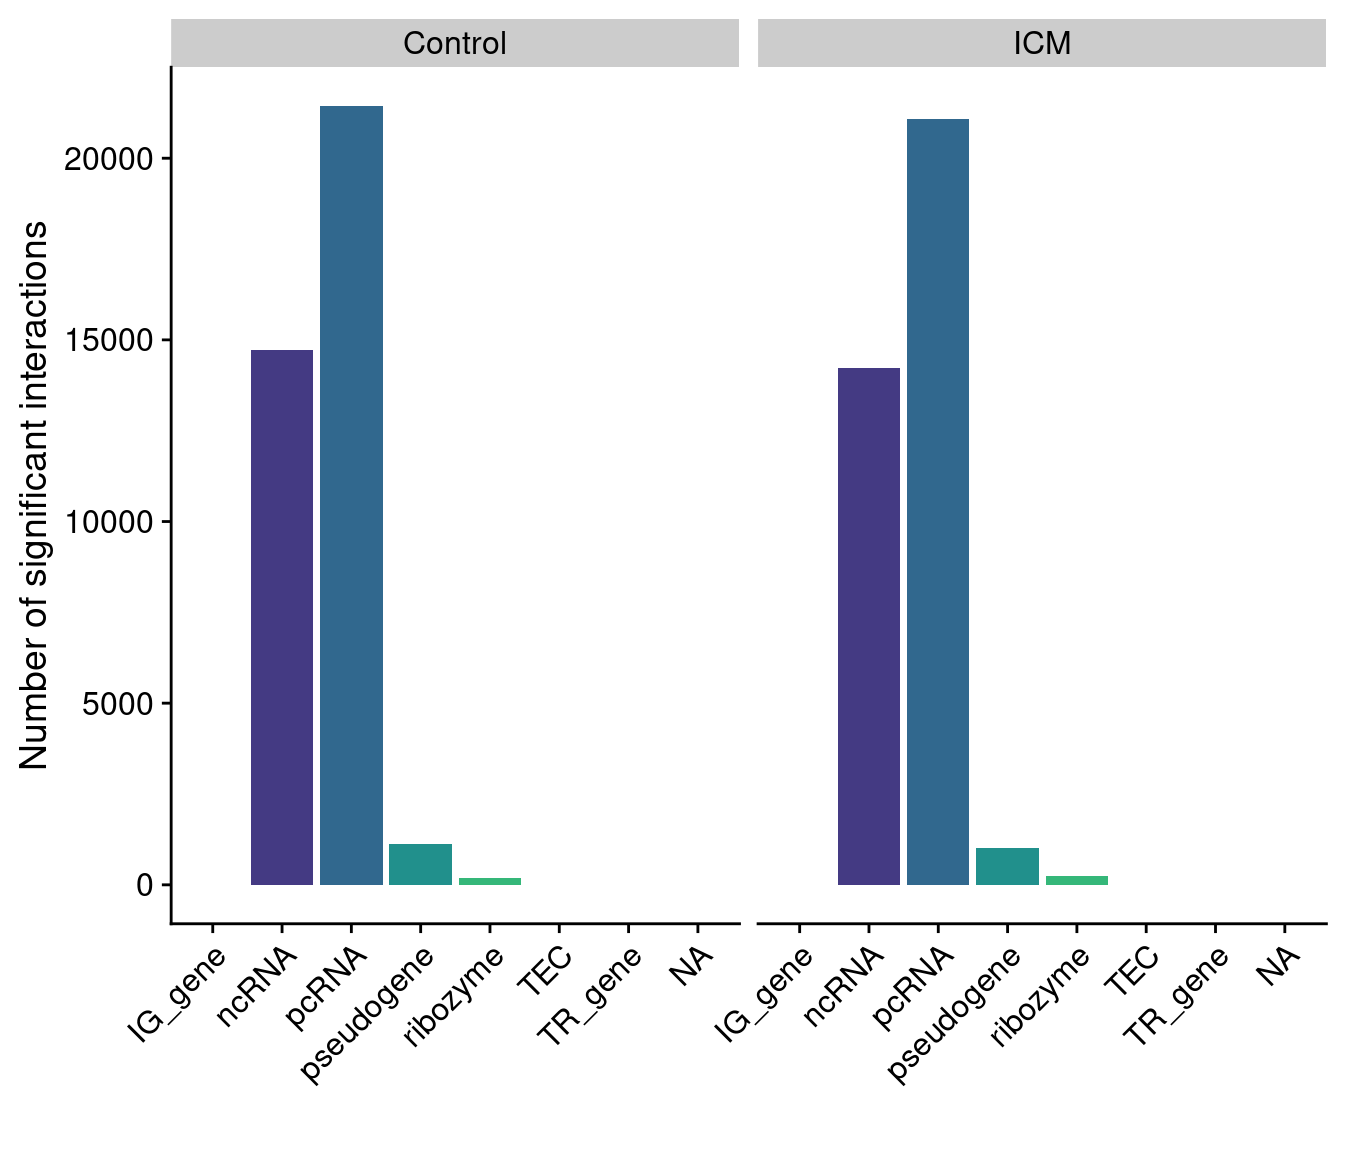 Control
ICM
Number of significant interactions
20000
15000
10000
5000
0
IG_gene
ncRNA
pcRNA
pseudogene
ribozyme
TEC
TR_gene
NA
IG_gene
ncRNA
pcRNA
pseudogene
ribozyme
TEC
TR_gene
NA